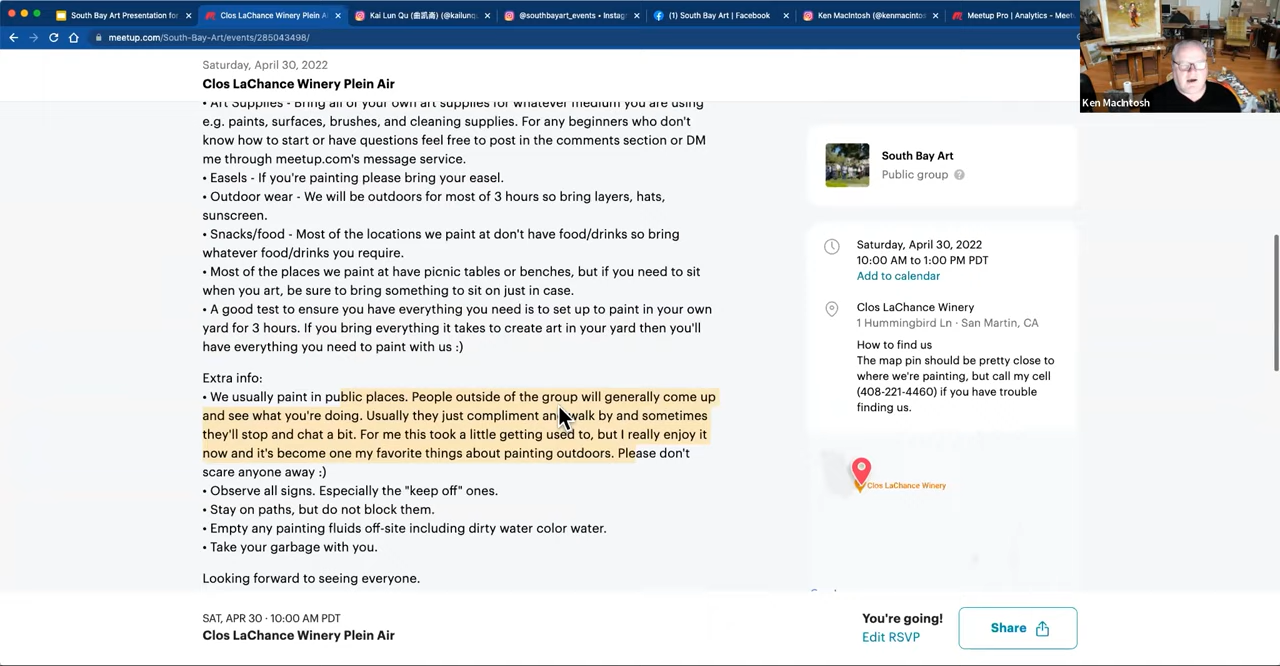 South Bay Art Presentation for
Clos LaChance Winery Plein Ai
Kai Lun Qu (曲凱崙) (@kailunq
@southbayart_events • Instag
(1) South Bay Art | Facebook
Ken MacIntosh (@kenmacinto
Meetup Pro | Analytics - Meet
meetup.com/South-Bay-Art/events/285043498/
Ken MacIntosh
Saturday, April 30, 2022
Clos LaChance Winery Plein Air
• Art Supplies - Bring all of your own art supplies for whatever medium you are using
e.g. paints, surfaces, brushes, and cleaning supplies. For any beginners who don't
know how to start or have questions feel free to post in the comments section or DM
me through meetup.com's message service.
• Easels - If you're painting please bring your easel.
• Outdoor wear - We will be outdoors for most of 3 hours so bring layers, hats,
sunscreen.
• Snacks/food - Most of the locations we paint at don't have food/drinks so bring
whatever food/drinks you require.
• Most of the places we paint at have picnic tables or benches, but if you need to sit
when you art, be sure to bring something to sit on just in case.
• A good test to ensure you have everything you need is to set up to paint in your own
yard for 3 hours. If you bring everything it takes to create art in your yard then you'll
have everything you need to paint with us :)
Extra info:
• We usually paint in public places. People outside of the group will generally come up
and see what you're doing. Usually they just compliment and walk by and sometimes
they'll stop and chat a bit. For me this took a little getting used to, but I really enjoy it
now and it's become one my favorite things about painting outdoors. Please don't
scare anyone away :)
• Observe all signs. Especially the "keep off" ones.
• Stay on paths, but do not block them.
• Empty any painting fluids off-site including dirty water color water.
• Take your garbage with you.
Looking forward to seeing everyone.
South Bay Art
Public group
Saturday, April 30, 2022
10:00 AM to 1:00 PM PDT
Add to calendar
Clos LaChance Winery
1 Hummingbird Ln · San Martin, CA
How to find us
The map pin should be pretty close to
where we're painting, but call my cell
(408-221-4460) if you have trouble
finding us.
Clos LaChance Winery
SAT, APR 30 · 10:00 AM PDT
Clos LaChance Winery Plein Air
You're going!
Edit RSVP
Share